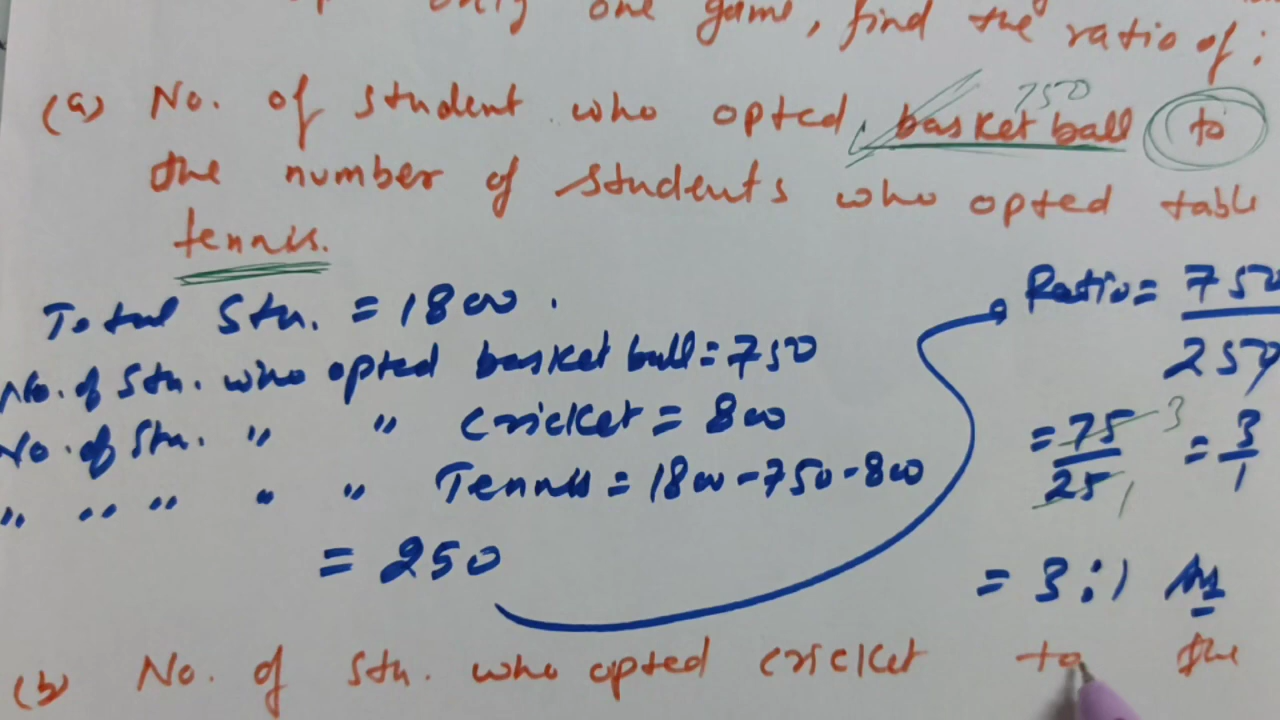 only one game, find the ratio of :
(a) No. of student who opted basket ball to
750
the number of students who opted table
tennis.
Total Stu. = 1800 .
No. of Stu. who opted basket ball = 750
No. of Stu. " " Cricket = 800
" " " " " Tennis = 1800 - 750 - 800
= 250
Ratio = 750
250
= 75 3 = 3
25 1 1
= 3 : 1 Ans
(b) No. of Stu. who opted cricket to the